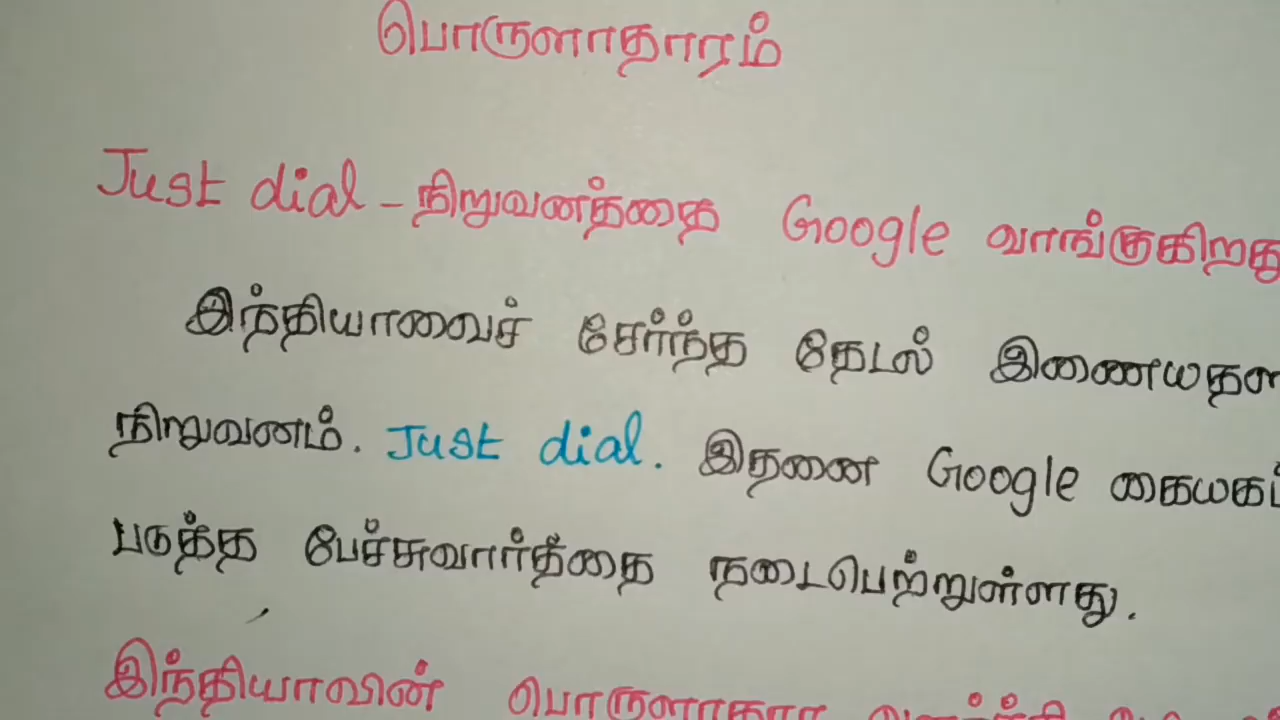 பொருளாதாரம்
Just dial - நிறுவனத்தை Google வாங்குகிறது
இந்தியாவைச் சேர்ந்த தேடல் இணையதள
நிறுவனம். Just dial. இதனை Google கையகப்
படுத்த பேச்சுவார்த்தை நடைபெற்றுள்ளது.
இந்தியாவின் பொருளாதார